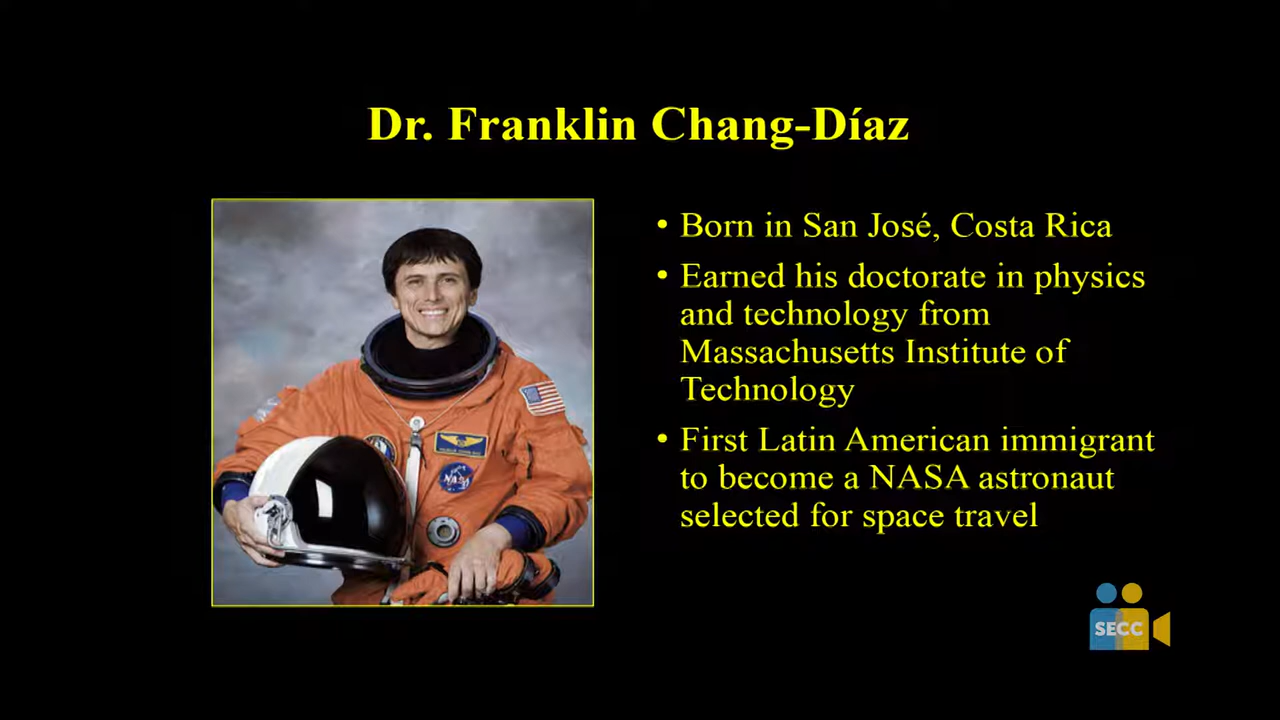 Dr. Franklin Chang-Díaz
• Born in San José, Costa Rica
• Earned his doctorate in physics
and technology from
Massachusetts Institute of
Technology
• First Latin American immigrant
to become a NASA astronaut
selected for space travel
NASA
SECC